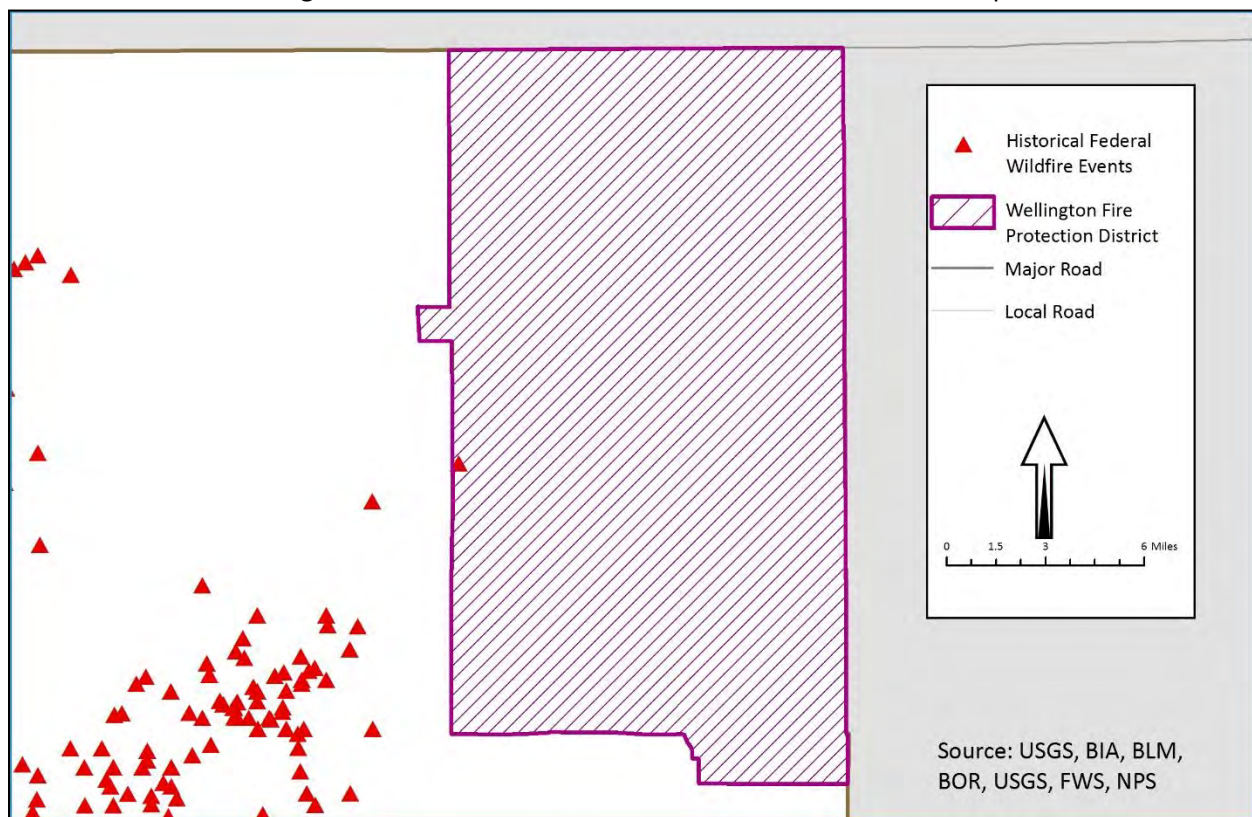 Historical Federal
Wildfire Events
Wellington Fire
Protection District
Major Road
Local Road
0 1.5 3 6 Miles
Source: USGS, BIA, BLM,
BOR, USGS, FWS, NPS